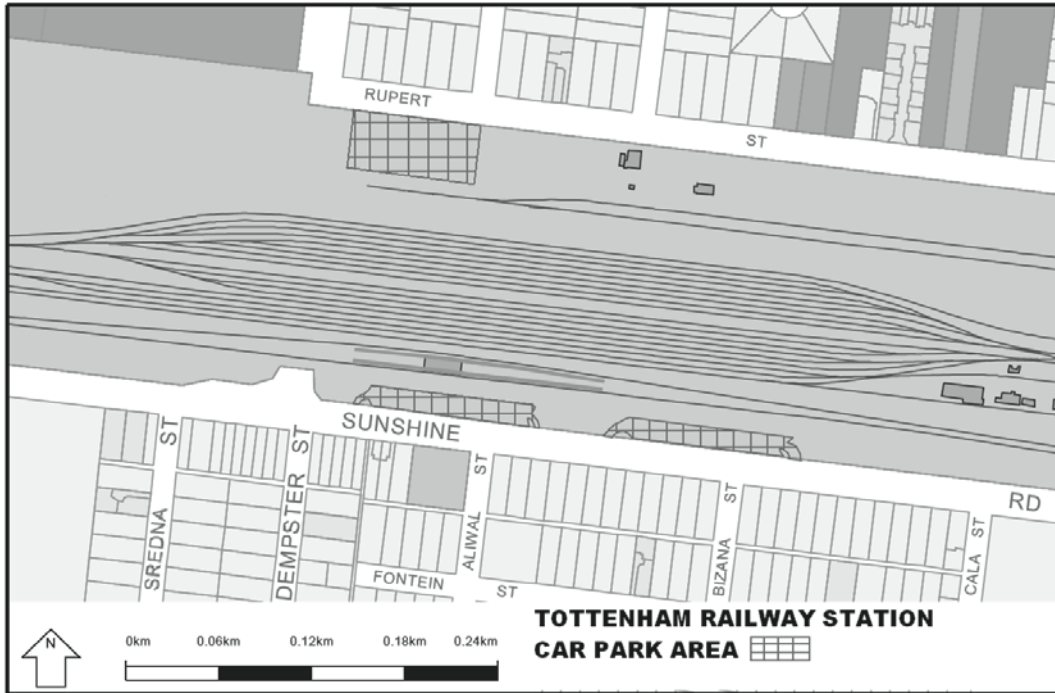 RUPERT
ST
SUNSHINE
RD
SREDNA ST
DEMPSTER ST
ALIWAL ST
BIZANA ST
CALA ST
FONTEIN ST
N
0km 0.06km 0.12km 0.18km 0.24km
TOTTENHAM RAILWAY STATION
CAR PARK AREA